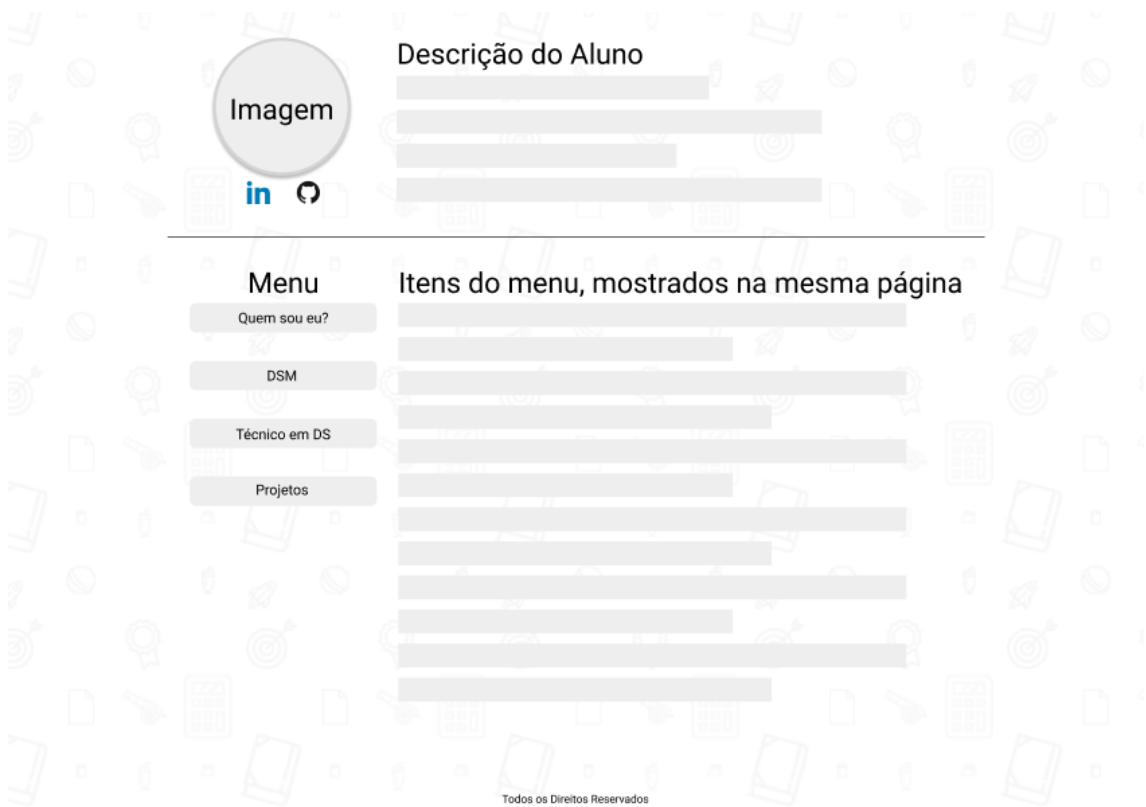 Descrição do Aluno
Imagem
in
Menu
Itens do menu, mostrados na mesma página
Quem sou eu?
DSM
Técnico em DS
Projetos
Todos os Direitos Reservados